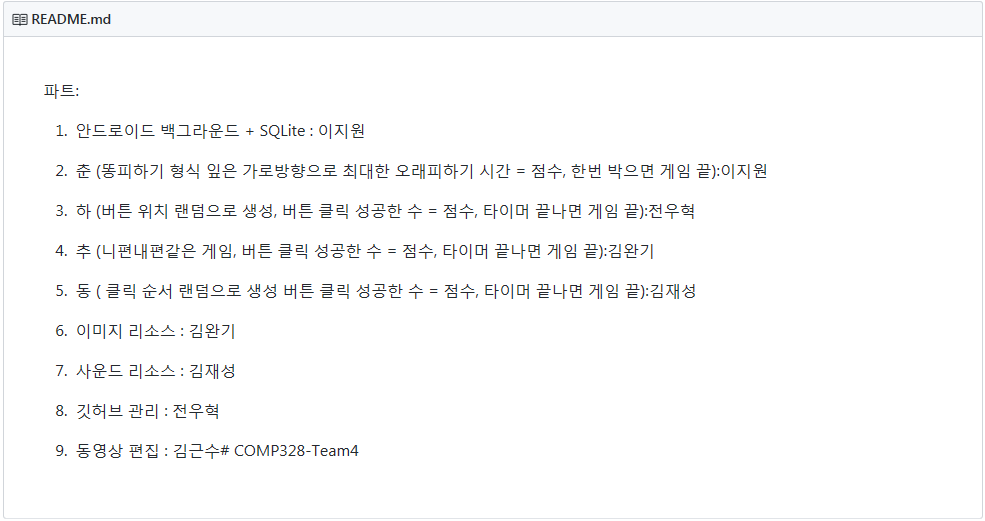 README.md
파트:
1. 안드로이드 백그라운드 + SQLite : 이지원
2. 춘 (똥피하기 형식 잎은 가로방향으로 최대한 오래피하기 시간 = 점수, 한번 박으면 게임 끝):이지원
3. 하 (버튼 위치 랜덤으로 생성, 버튼 클릭 성공한 수 = 점수, 타이머 끝나면 게임 끝):전우혁
4. 추 (니편내편같은 게임, 버튼 클릭 성공한 수 = 점수, 타이머 끝나면 게임 끝):김완기
5. 동 ( 클릭 순서 랜덤으로 생성 버튼 클릭 성공한 수 = 점수, 타이머 끝나면 게임 끝):김재성
6. 이미지 리소스 : 김완기
7. 사운드 리소스 : 김재성
8. 깃허브 관리 : 전우혁
9. 동영상 편집 : 김근수# COMP328-Team4